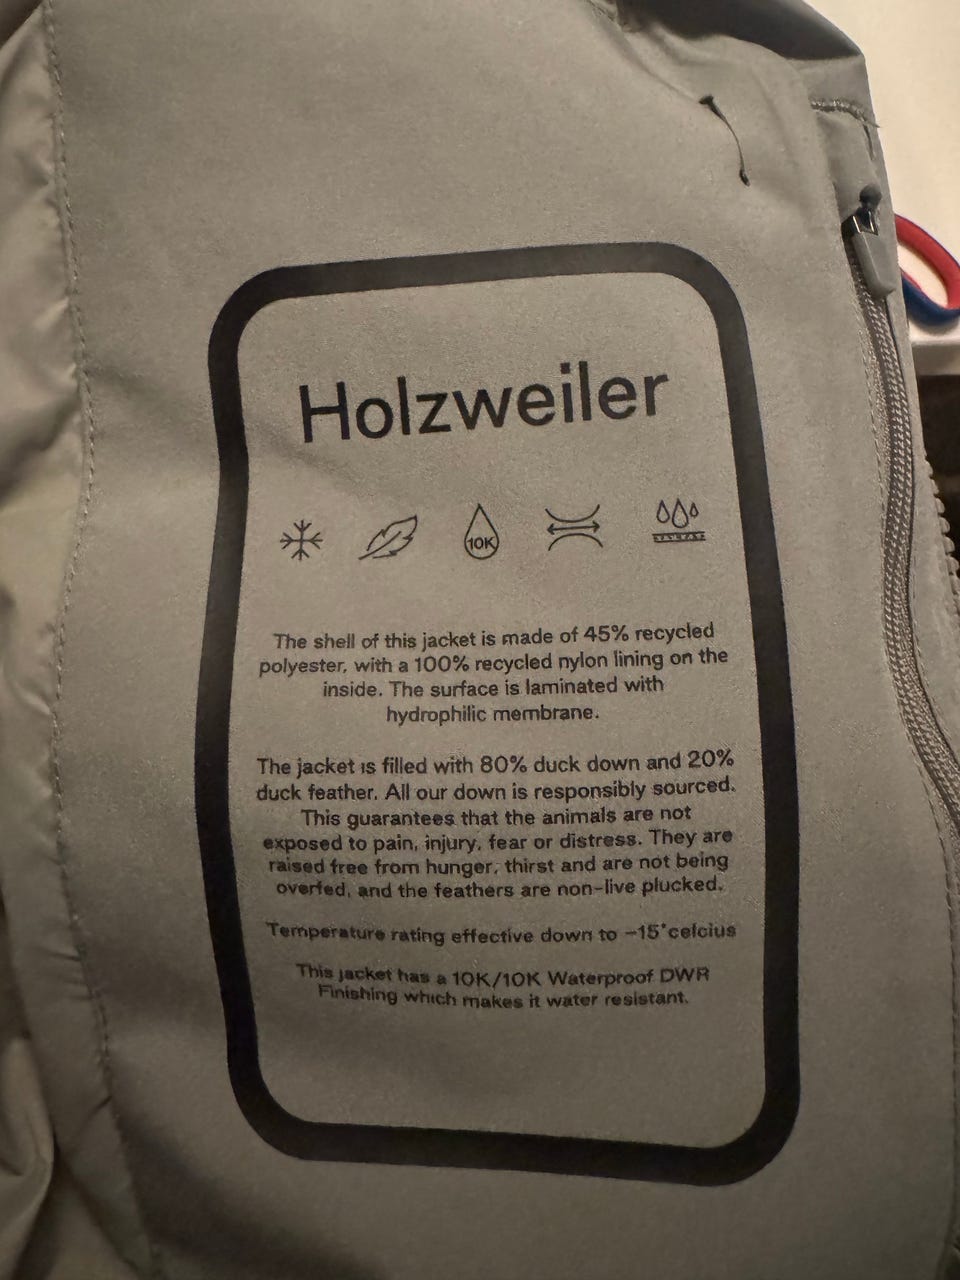 Holzweiler
10K
The shell of this jacket is made of 45% recycled
polyester, with a 100% recycled nylon lining on the
inside. The surface is laminated with
hydrophilic membrane.
The jacket is filled with 80% duck down and 20%
duck feather. All our down is responsibly sourced.
This guarantees that the animals are not
exposed to pain, injury, fear or distress. They are
raised free from hunger, thirst and are not being
overfed, and the feathers are non-live plucked.
Temperature rating effective down to -15°celcius
This jacket has a 10K/10K Waterproof DWR
Finishing which makes it water resistant.